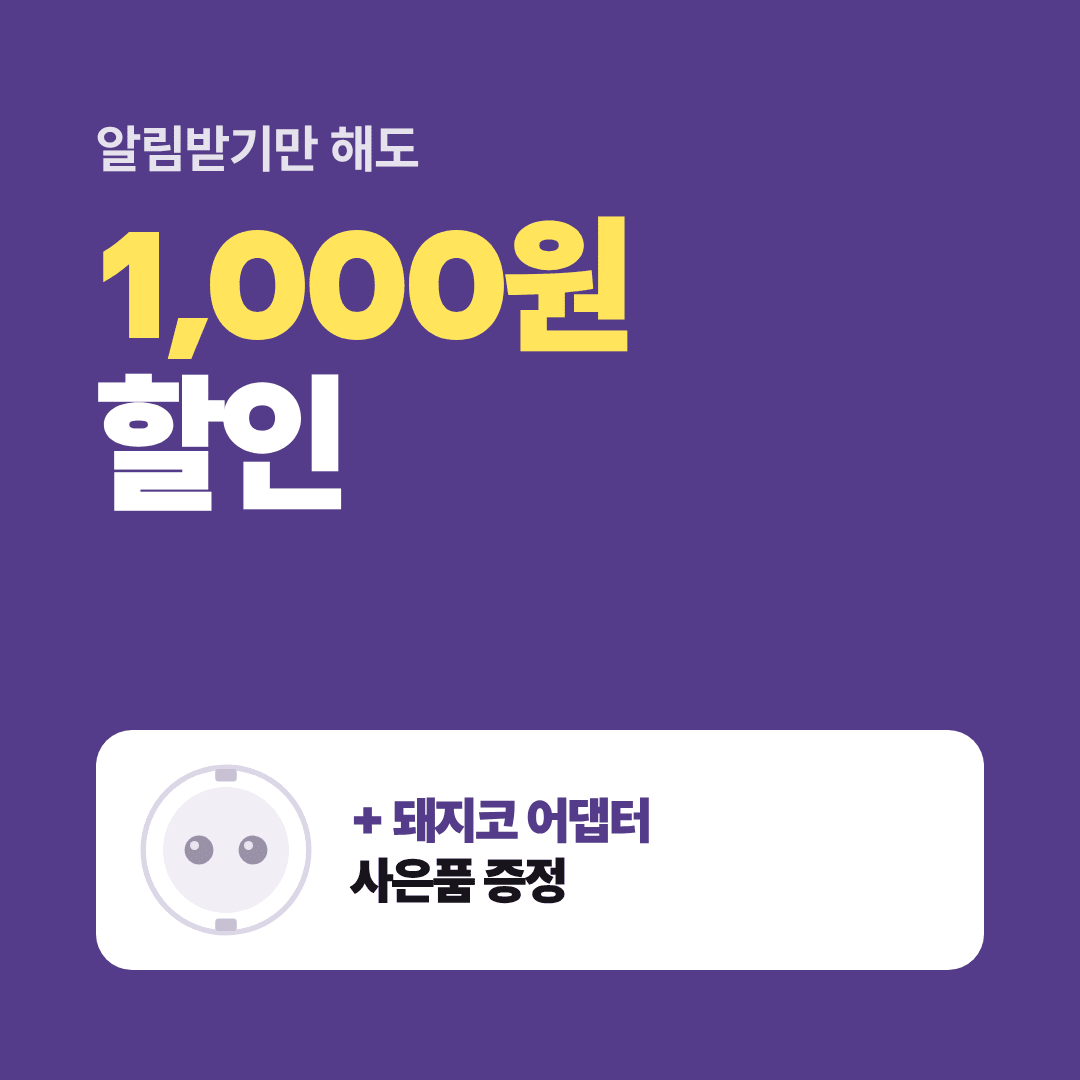 알림받기만 해도
1,000원
할인
+ 돼지코 어댑터
사은품 증정